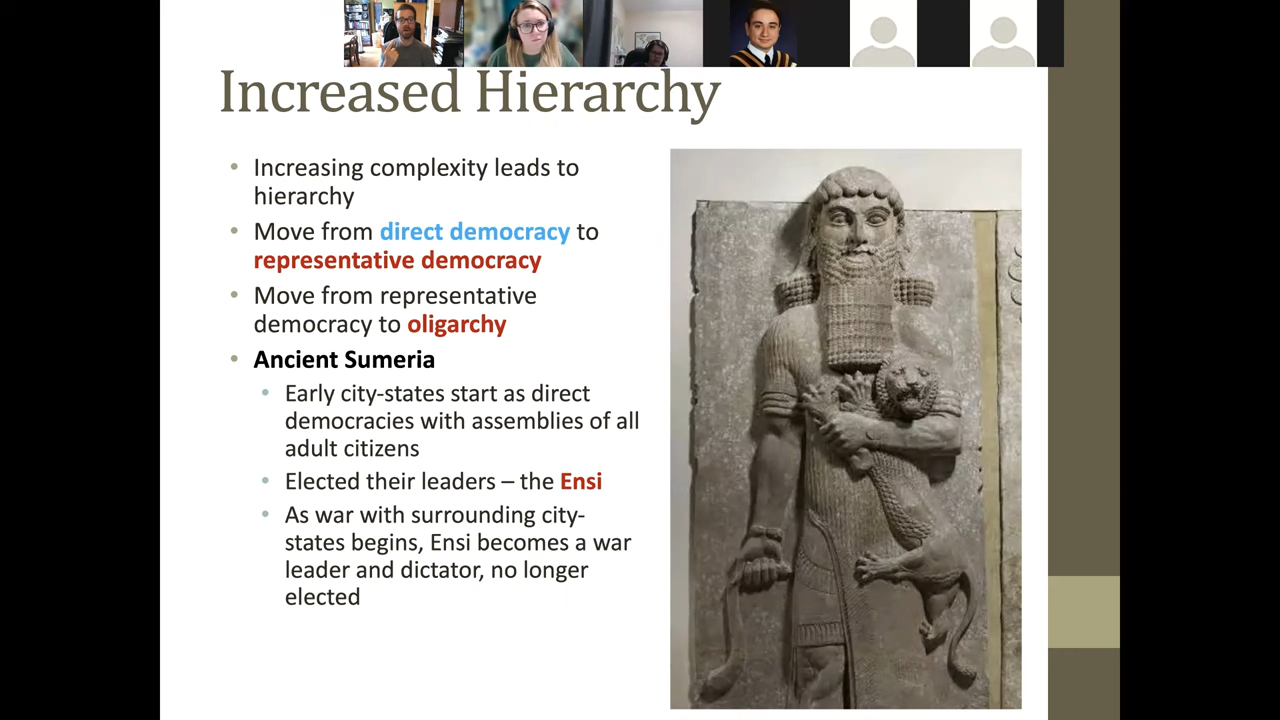 Increased Hierarchy
• Increasing complexity leads to
hierarchy
• Move from direct democracy to
representative democracy
• Move from representative
democracy to oligarchy
• Ancient Sumeria
• Early city-states start as direct
democracies with assemblies of all
adult citizens
• Elected their leaders – the Ensi
• As war with surrounding city-
states begins, Ensi becomes a war
leader and dictator, no longer
elected